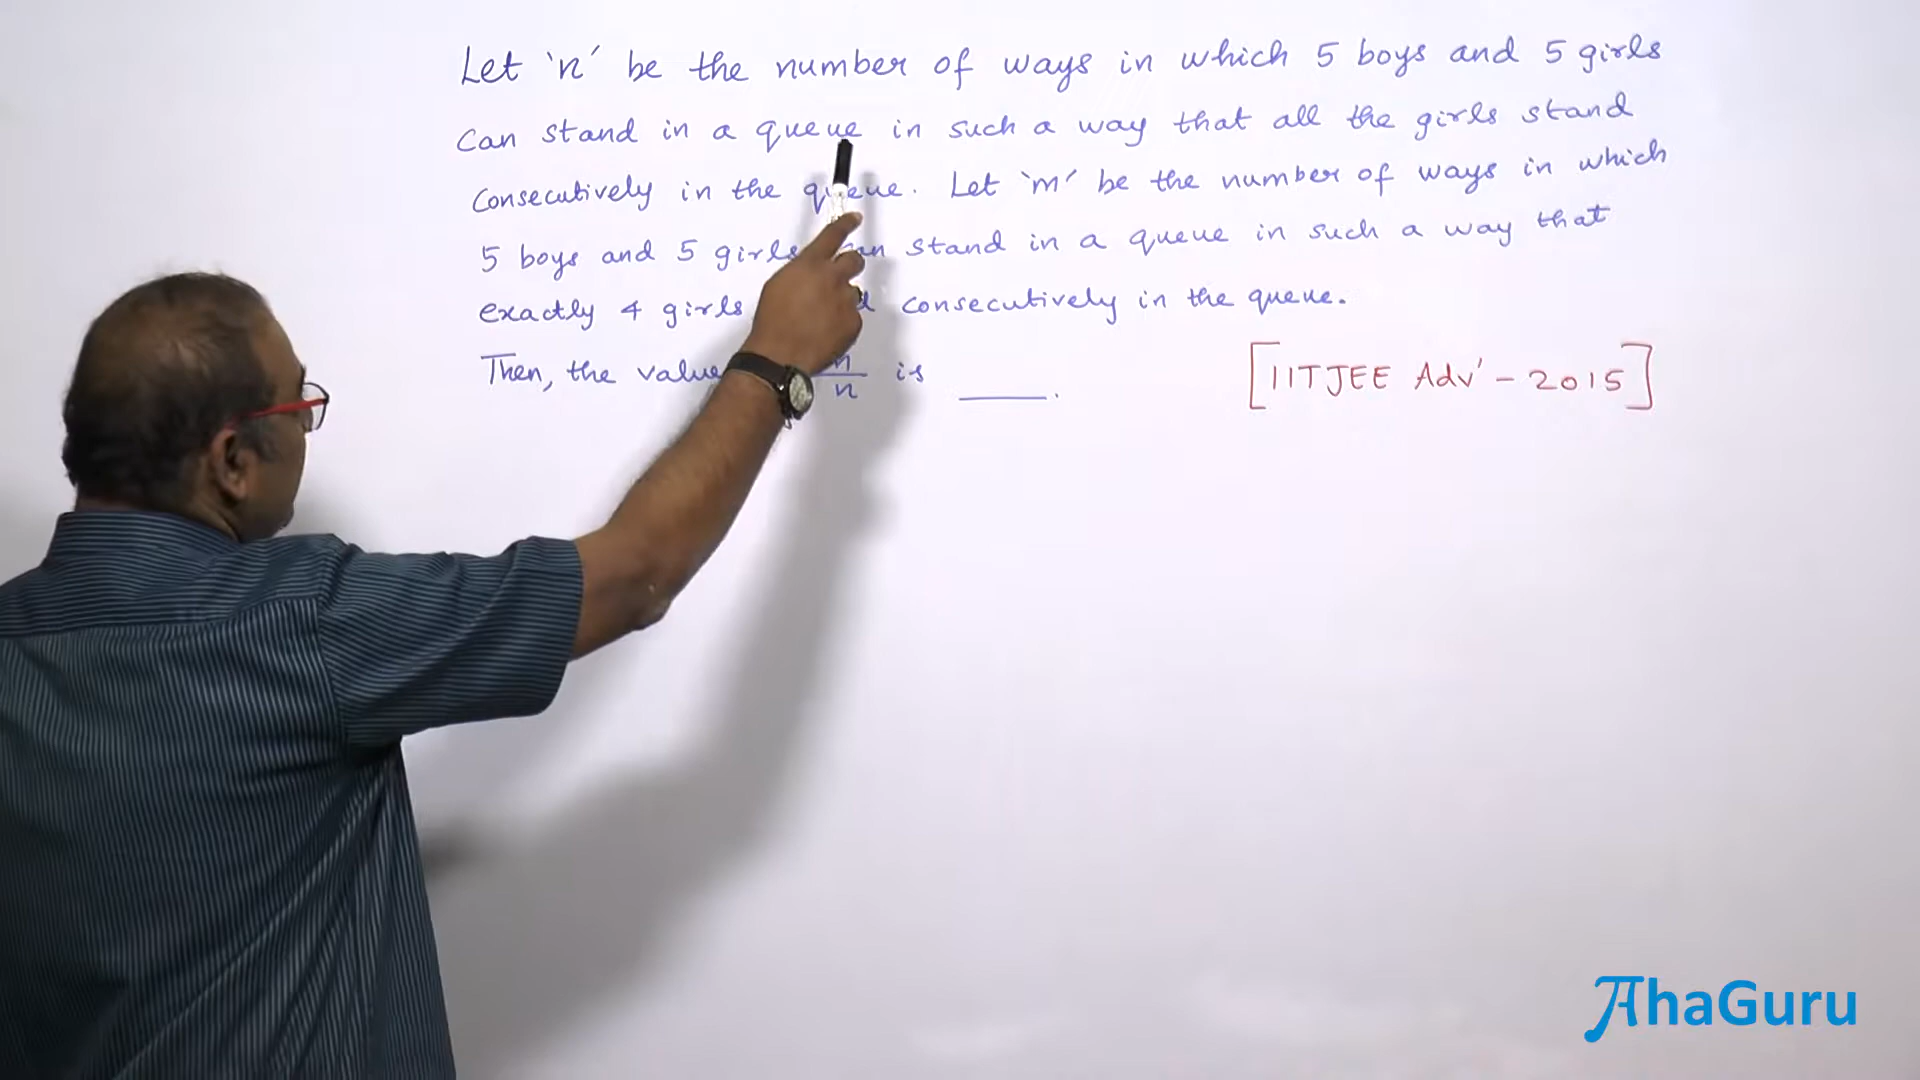 Let 'n' be the number of ways in which 5 boys and 5 girls
can stand in a queue in such a way that all the girls stand
consecutively in the queue. Let 'm' be the number of ways in which
5 boys and 5 girls stand in a queue in such a way that
exactly 4 girls consecutively in the queue.
Then, the value m/n is ____.
[IITJEE Adv' - 2015]
AhaGuru